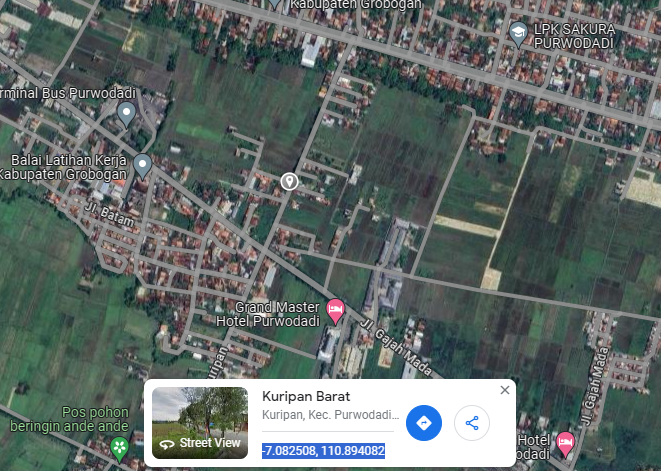 Kabupaten Grobogan
LPK SAKURA
PURWODADI
rminal Bus Purwodadi
Balai Latihan Kerja
Kabupaten Grobogan
Jl. Batam
Grand Master
Hotel Purwodadi
Jl. Gajah Mada
Jl. Gajah Mada
Pos pohon
beringin ande ande
Hotel
odadi
Kuripan Barat
Kuripan, Kec. Purwodadi...
Street View
-7.082508, 110.894082